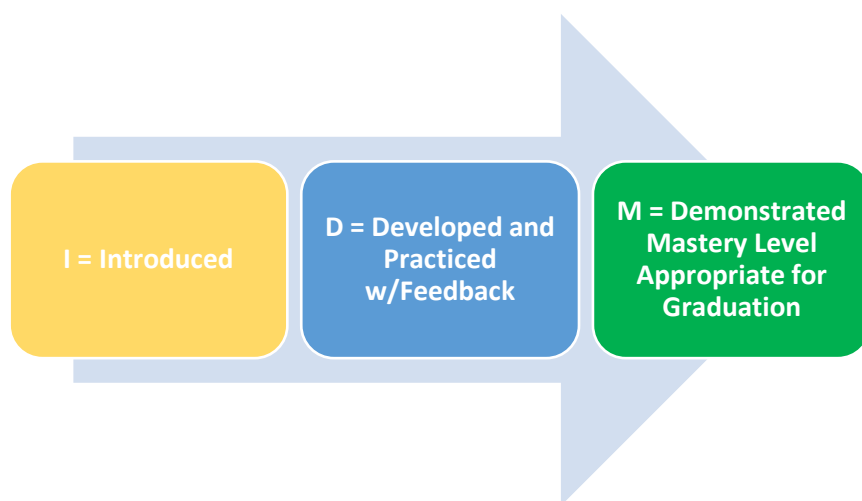 I = Introduced
D = Developed and
Practiced
w/Feedback
M = Demonstrated
Mastery Level
Appropriate for
Graduation